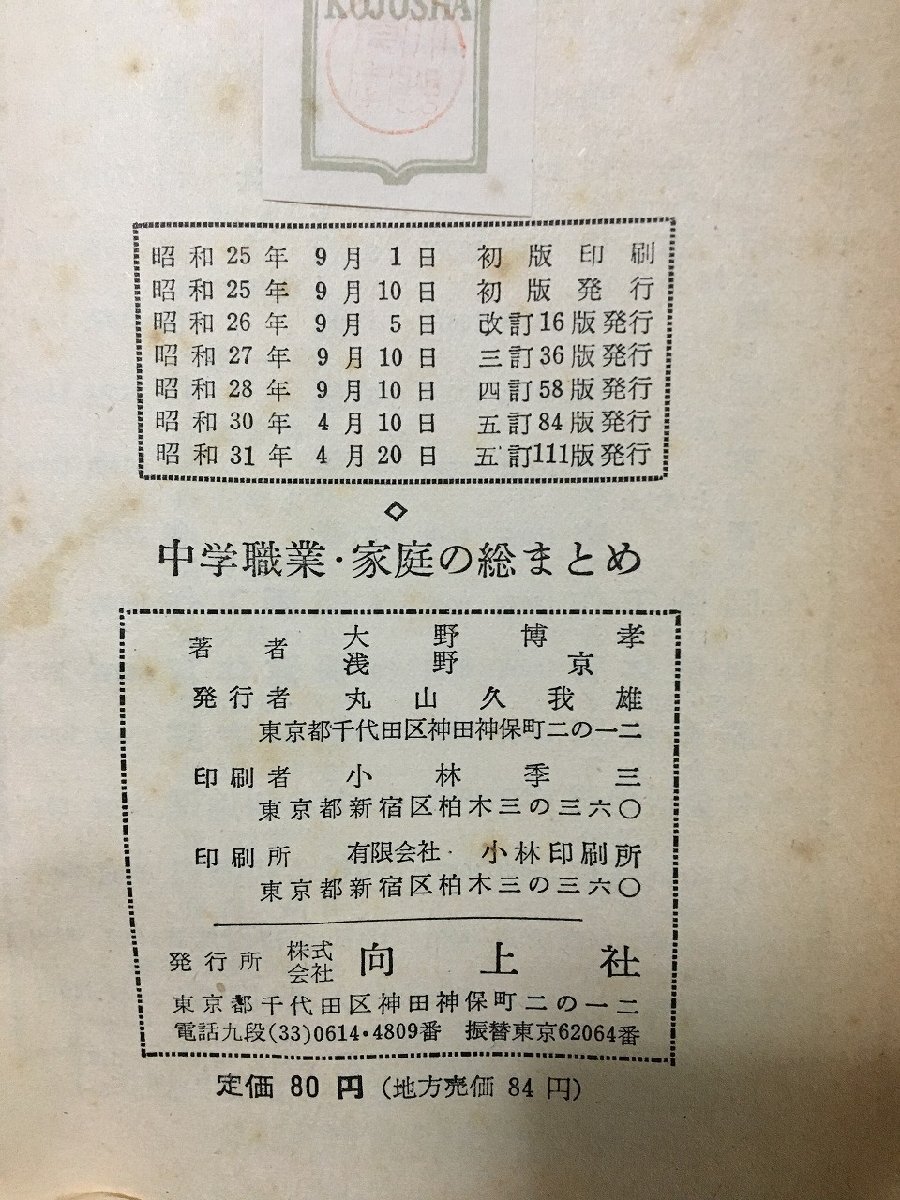 KOJOSHA
昭和25年 9月 1日 初版印刷
昭和25年 9月10日 初版発行
昭和26年 9月 5日 改訂16版発行
昭和27年 9月10日 三訂36版発行
昭和28年 9月10日 四訂58版発行
昭和30年 4月10日 五訂84版発行
昭和31年 4月20日 五訂111版発行
中学職業・家庭の総まとめ
著者 大野博孝
浅野京
発行者 丸山久我雄
東京都千代田区神田神保町二の一二
印刷者 小林季三
東京都新宿区柏木三の三六〇
印刷所 有限会社 小林印刷所
東京都新宿区柏木三の三六〇
発行所 株式会社 向上社
東京都千代田区神田神保町二の一二
電話九段(33)0614・4809番 振替東京62064番
定価 80 円 (地方売価 84 円)